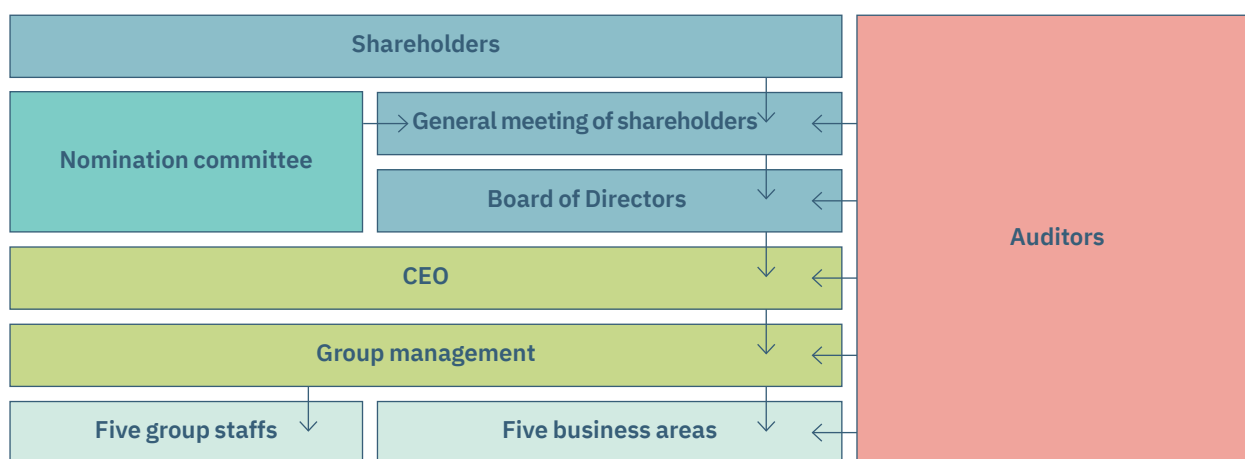 Shareholders
Nomination committee
General meeting of shareholders
Board of Directors
Auditors
CEO
Group management
Five group staffs
Five business areas